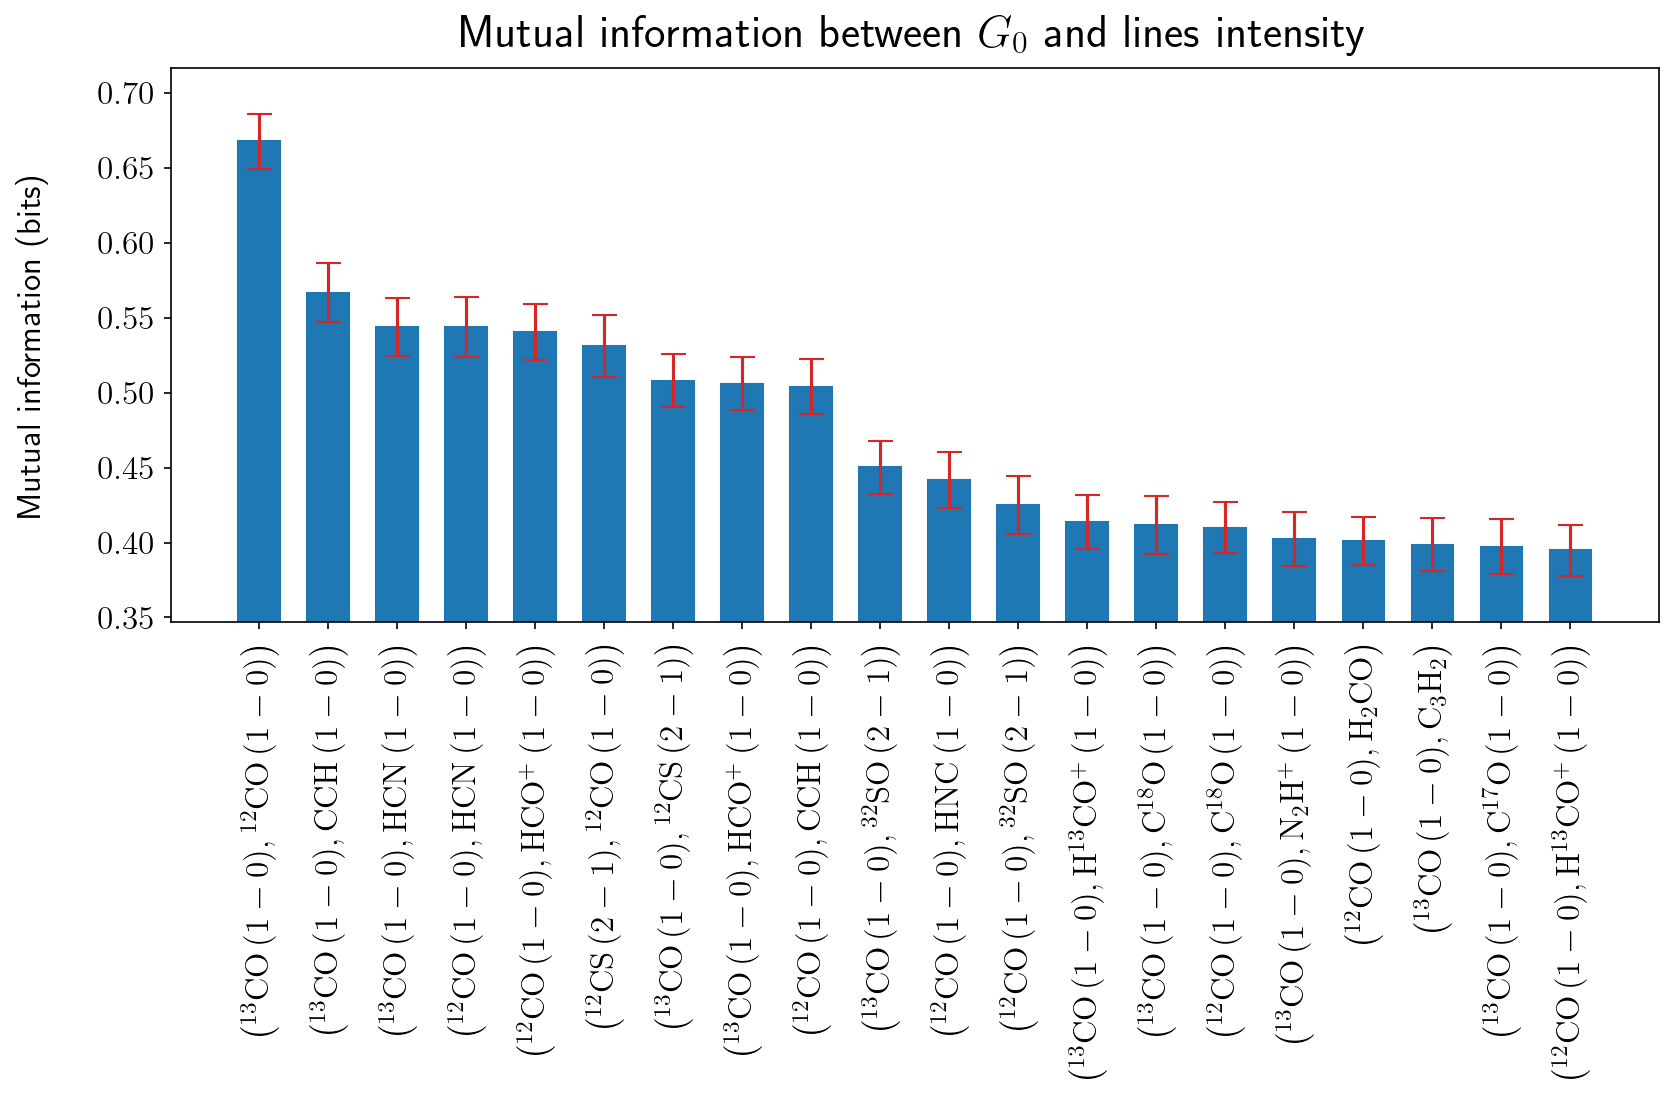 Mutual information between G₀ and lines intensity
Mutual information (bits)
0.70
0.65
0.60
0.55
0.50
0.45
0.40
0.35
(¹³CO (1 − 0), ¹²CO (1 − 0))
(¹³CO (1 − 0), CCH (1 − 0))
(¹³CO (1 − 0), HCN (1 − 0))
(¹²CO (1 − 0), HCN (1 − 0))
(¹²CO (1 − 0), HCO⁺ (1 − 0))
(¹²CS (2 − 1), ¹²CO (1 − 0))
(¹³CO (1 − 0), ¹²CS (2 − 1))
(¹³CO (1 − 0), HCO⁺ (1 − 0))
(¹²CO (1 − 0), CCH (1 − 0))
(¹³CO (1 − 0), ³²SO (2 − 1))
(¹²CO (1 − 0), HNC (1 − 0))
(¹²CO (1 − 0), ³²SO (2 − 1))
(¹³CO (1 − 0), H¹³CO⁺ (1 − 0))
(¹³CO (1 − 0), C¹⁸O (1 − 0))
(¹²CO (1 − 0), C¹⁸O (1 − 0))
(¹³CO (1 − 0), N₂H⁺ (1 − 0))
(¹²CO (1 − 0), H₂CO)
(¹³CO (1 − 0), C₃H₂)
(¹³CO (1 − 0), C¹⁷O (1 − 0))
(¹²CO (1 − 0), H¹³CO⁺ (1 − 0))